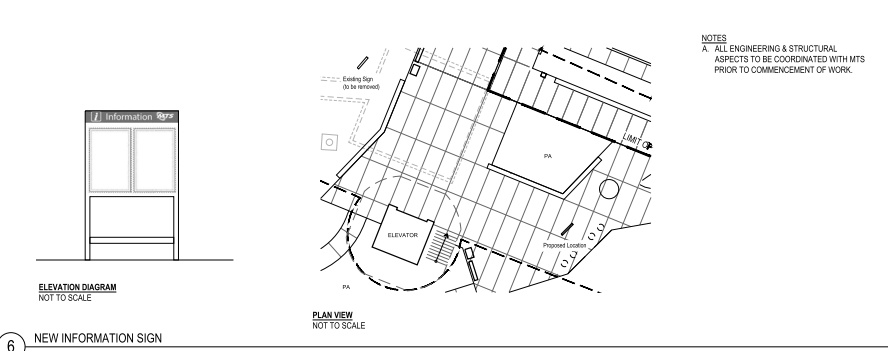 i Information MTS
ELEVATION DIAGRAM
NOT TO SCALE
Existing Sign
(to be removed)
PA
LIMIT
ELEVATOR
Proposed Location
PA
PLAN VIEW
NOT TO SCALE
NOTES
A. ALL ENGINEERING & STRUCTURAL
ASPECTS TO BE COORDINATED WITH MTS
PRIOR TO COMMENCEMENT OF WORK.
6 NEW INFORMATION SIGN